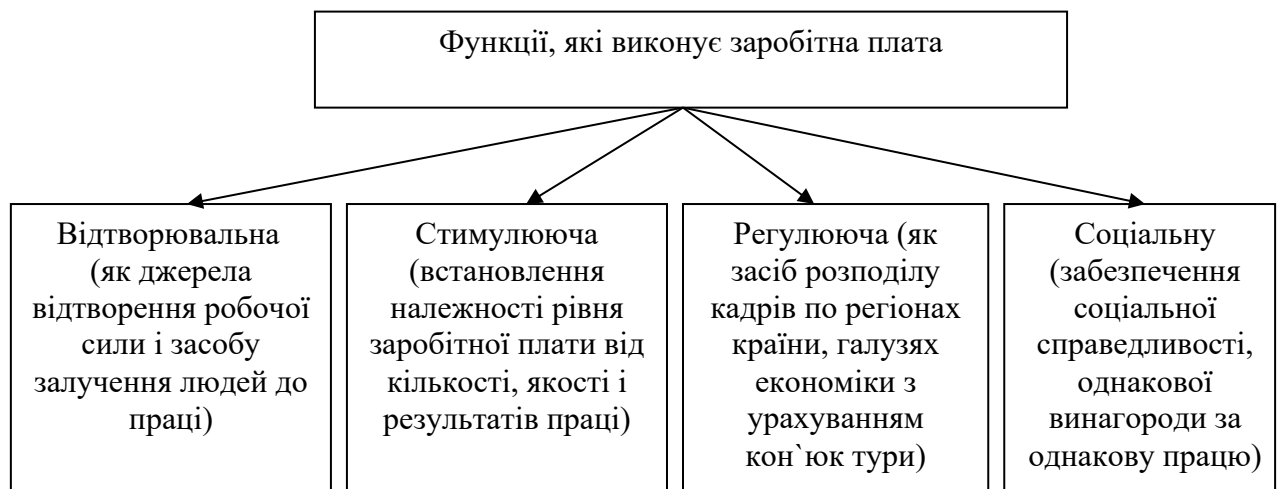 Функції, які виконує заробітна плата
Відтворювальна
(як джерела
відтворення робочої
сили і засобу
залучення людей до
праці)
Стимулююча
(встановлення
належності рівня
заробітної плати від
кількості, якості і
результатів праці)
Регулююча (як
засіб розподілу
кадрів по регіонах
країни, галузях
економіки з
урахуванням
кон`юк тури)
Соціальну
(забезпечення
соціальної
справедливості,
однакової
винагороди за
однакову працю)